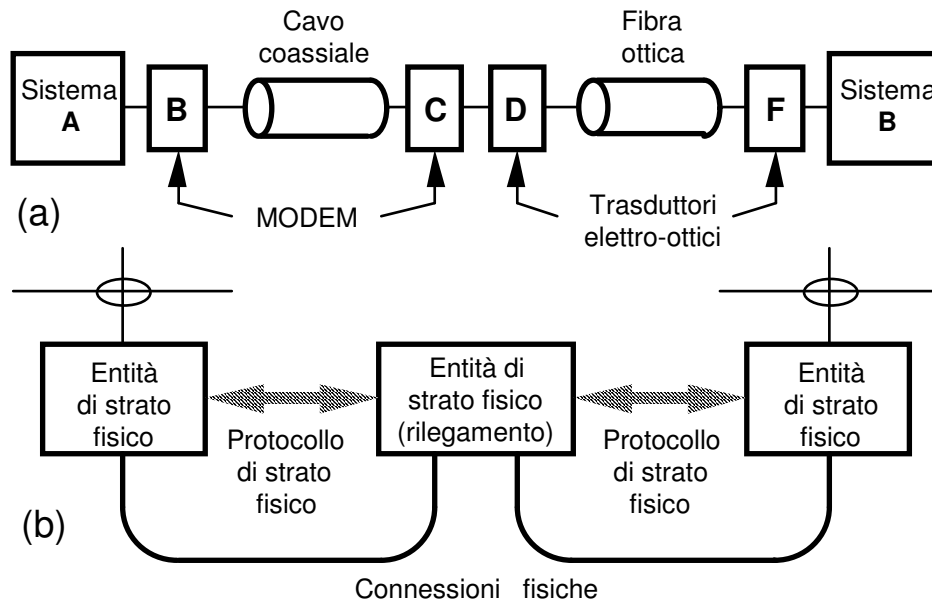 Cavo
coassiale
Fibra
ottica
Sistema
A
B
C
D
F
Sistema
B
(a)
MODEM
Trasduttori
elettro-ottici
Entità
di strato
fisico
Protocollo
di strato
fisico
Entità di
strato fisico
(rilegamento)
Protocollo
di strato
fisico
Entità
di strato
fisico
(b)
Connessioni fisiche